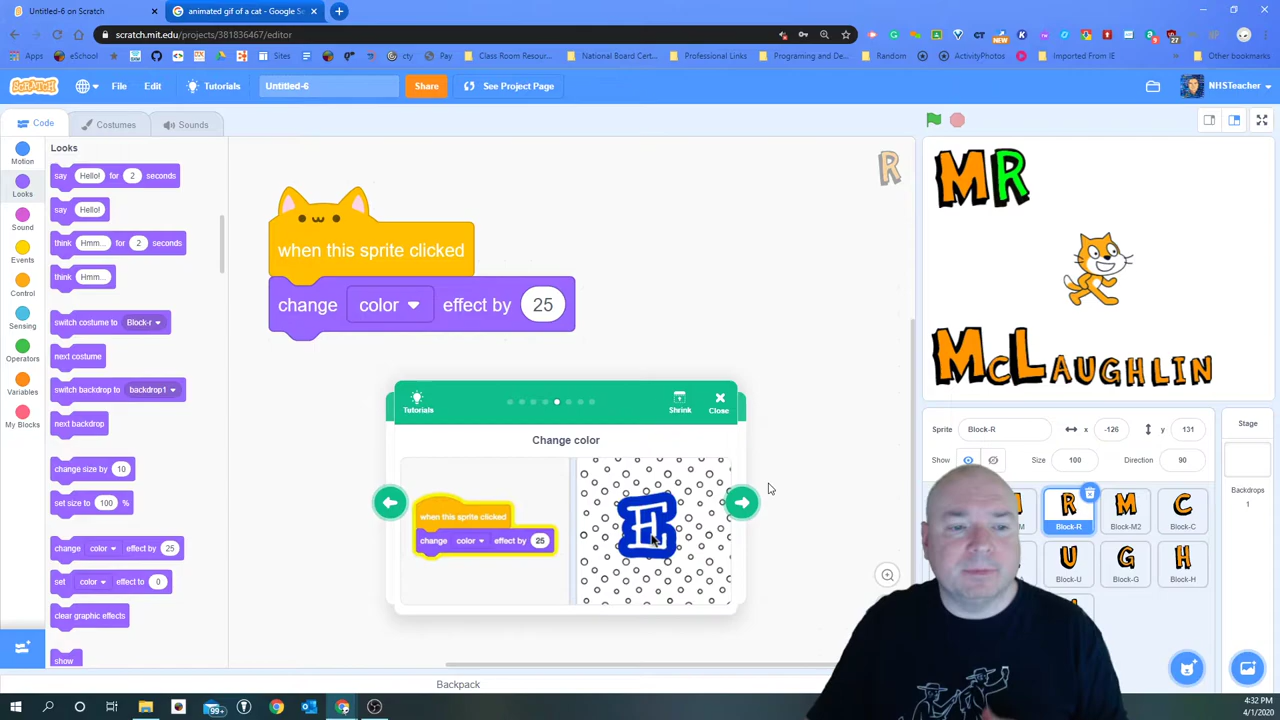 Untitled-6 on Scratch
animated gif of a cat - Google S
scratch.mit.edu/projects/381836467/editor
Apps
eSchool
Sites
cty
Pay
Class Room Resour...
National Board Cert...
Professional Links
Programing and De...
Random
ActivityPhotos
Imported From IE
Other bookmarks
SCRATCH
File
Edit
Tutorials
Untitled-6
Share
See Project Page
NHSTeacher
Code
Costumes
Sounds
Motion
Looks
Sound
Events
Control
Sensing
Operators
Variables
My Blocks
Looks
say Hello! for 2 seconds
say Hello!
think Hmm... for 2 seconds
think Hmm...
switch costume to Block-r
next costume
switch backdrop to backdrop1
next backdrop
change size by 10
set size to 100 %
change color effect by 25
set color effect to 0
clear graphic effects
show
R
when this sprite clicked
change color effect by 25
Tutorials
Shrink
Close
Change color
when this sprite clicked
change color effect by 25
E
MR
MCLAUGHLIN
Sprite Block-R x -126 y 131
Show Size 100 Direction 90
Stage
Backdrops
1
M
R
Block-R
M
Block-M2
C
Block-C
U
Block-U
G
Block-G
H
Block-H
Backpack
99+
4:32 PM
4/1/2020